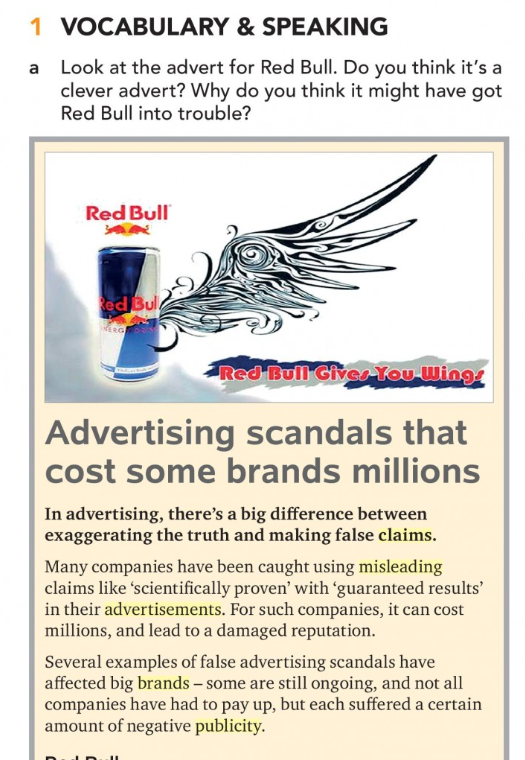 1 VOCABULARY & SPEAKING
a Look at the advert for Red Bull. Do you think it's a
clever advert? Why do you think it might have got
Red Bull into trouble?
Red Bull
Red Bull
Red Bull Gives You Wings
Advertising scandals that
cost some brands millions
In advertising, there's a big difference between
exaggerating the truth and making false claims.
Many companies have been caught using misleading
claims like 'scientifically proven' with 'guaranteed results'
in their advertisements. For such companies, it can cost
millions, and lead to a damaged reputation.
Several examples of false advertising scandals have
affected big brands – some are still ongoing, and not all
companies have had to pay up, but each suffered a certain
amount of negative publicity.
Red Bull